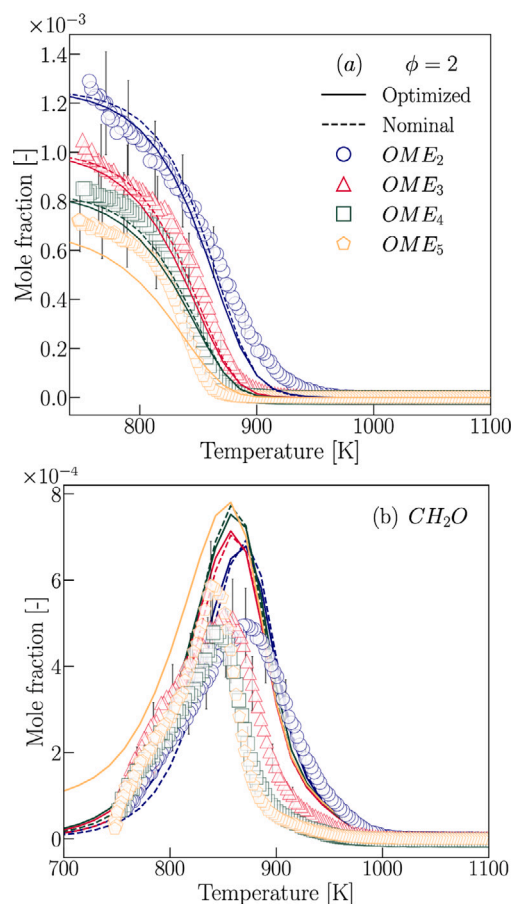 ×10⁻³
1.4
1.2
1.0
0.8
0.6
0.4
0.2
0.0
Mole fraction [-]
(a) ϕ = 2
Optimized
Nominal
OME₂
OME₃
OME₄
OME₅
800 900 1000 1100
Temperature [K]
×10⁻⁴
8
6
4
2
0
Mole fraction [-]
(b) CH₂O
700 800 900 1000 1100
Temperature [K]